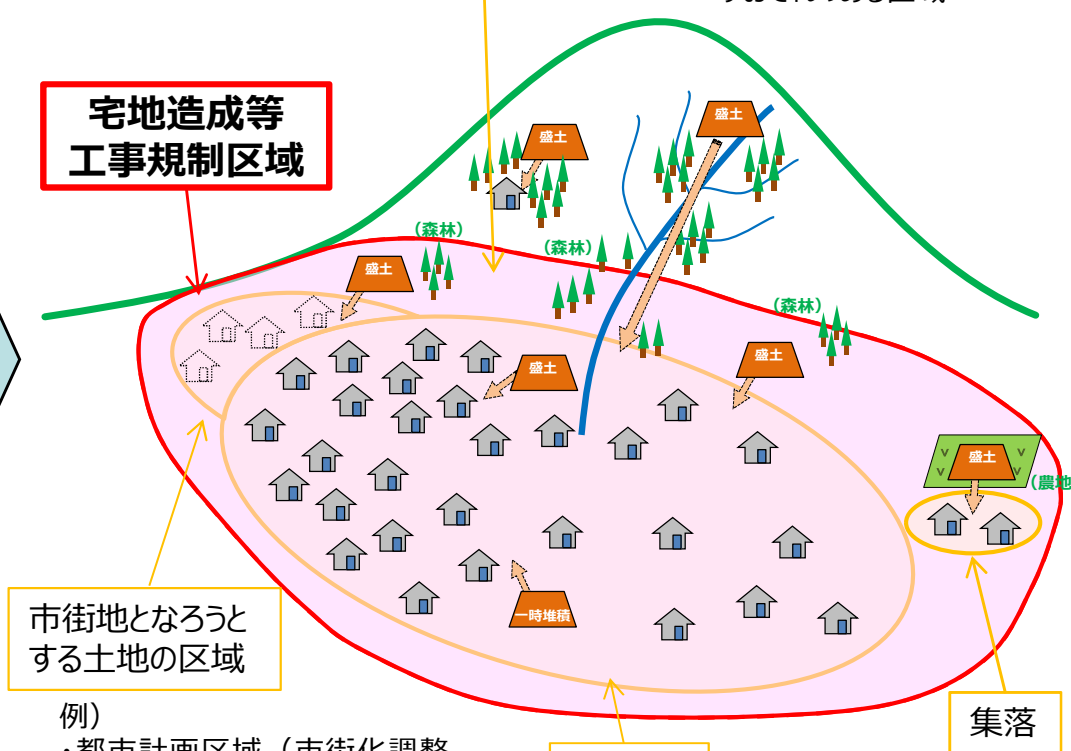 宅地造成等
工事規制区域
盛土
盛土
(森林)
(森林)
盛土
(森林)
盛土
盛土
盛土
(農地
一時堆積
市街地となろうと
する土地の区域
集落
例)